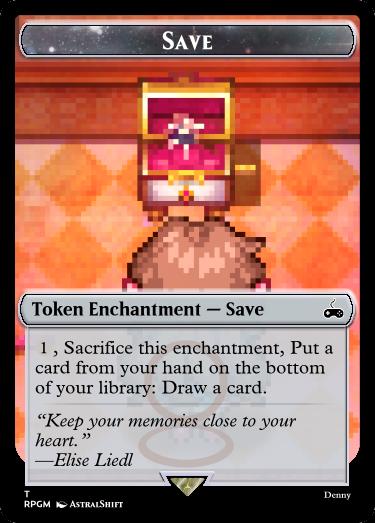 Save
Token Enchantment — Save
1 , Sacrifice this enchantment, Put a
card from your hand on the bottom
of your library: Draw a card.
“Keep your memories close to your
heart.”
—Elise Liedl
T
RPGM AstralShift
Denny